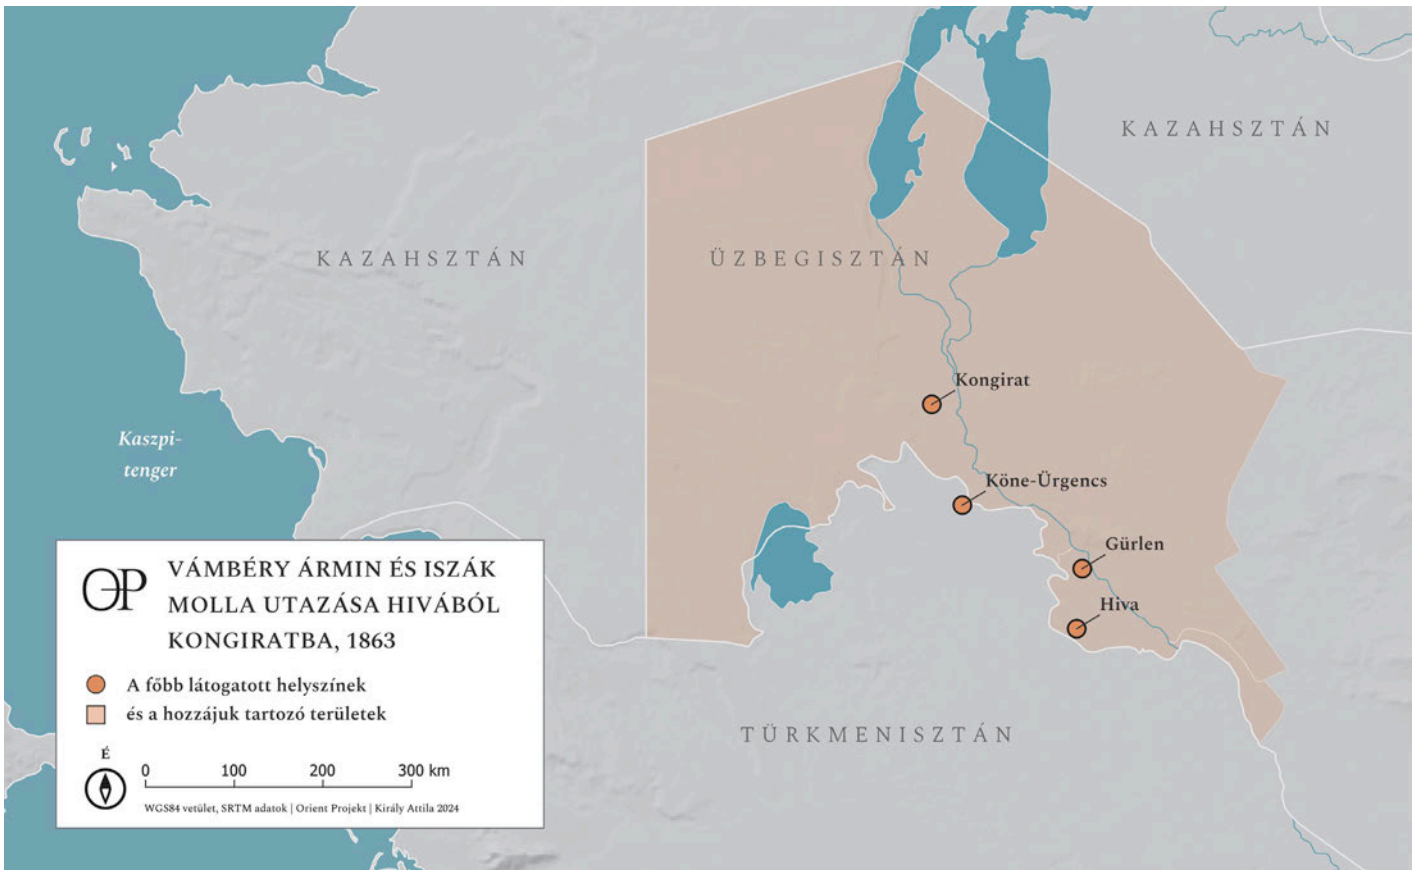 KAZAHSZTÁN
KAZAHSZTÁN
ÜZBEGISZTÁN
Kongirat
Kaszpi-
tenger
Köne-Ürgencs
Gürlen
Hiva
TÜRKMENISZTÁN
OP
VÁMBÉRY ÁRMIN ÉS ISZÁK
MOLLA UTAZÁSA HIVÁBÓL
KONGIRATBA, 1863
A főbb látogatott helyszínek
és a hozzájuk tartozó területek
É
0 100 200 300 km
WGS84 vetület, SRTM adatok | Orient Projekt | Király Attila 2024